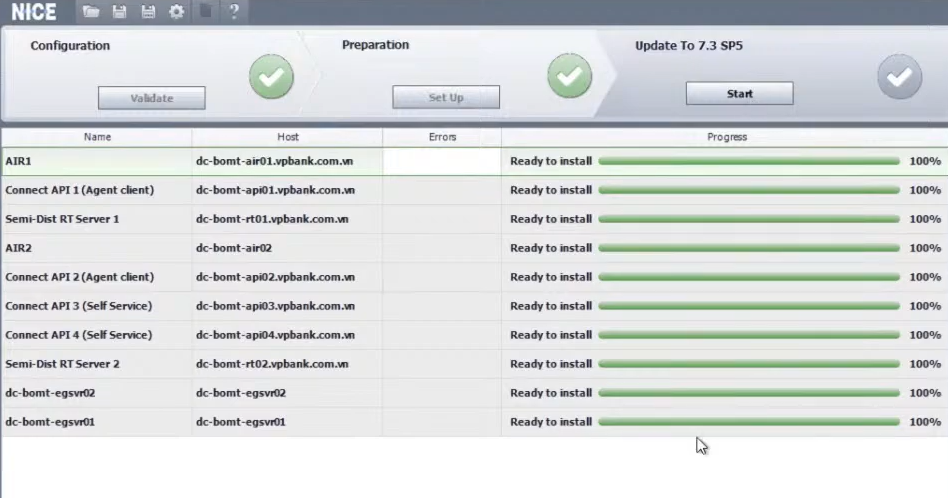 NICE ?
Configuration Preparation Update To 7.3 SP5
Validate Set Up Start
Name Host Errors Progress
AIR1 dc-bomt-air01.vpbank.com.vn Ready to install 100%
Connect API 1 (Agent client) dc-bomt-api01.vpbank.com.vn Ready to install 100%
Semi-Dist RT Server 1 dc-bomt-rt01.vpbank.com.vn Ready to install 100%
AIR2 dc-bomt-air02 Ready to install 100%
Connect API 2 (Agent client) dc-bomt-api02.vpbank.com.vn Ready to install 100%
Connect API 3 (Self Service) dc-bomt-api03.vpbank.com.vn Ready to install 100%
Connect API 4 (Self Service) dc-bomt-api04.vpbank.com.vn Ready to install 100%
Semi-Dist RT Server 2 dc-bomt-rt02.vpbank.com.vn Ready to install 100%
dc-bomt-egsvr02 dc-bomt-egsvr02 Ready to install 100%
dc-bomt-egsvr01 dc-bomt-egsvr01 Ready to install 100%